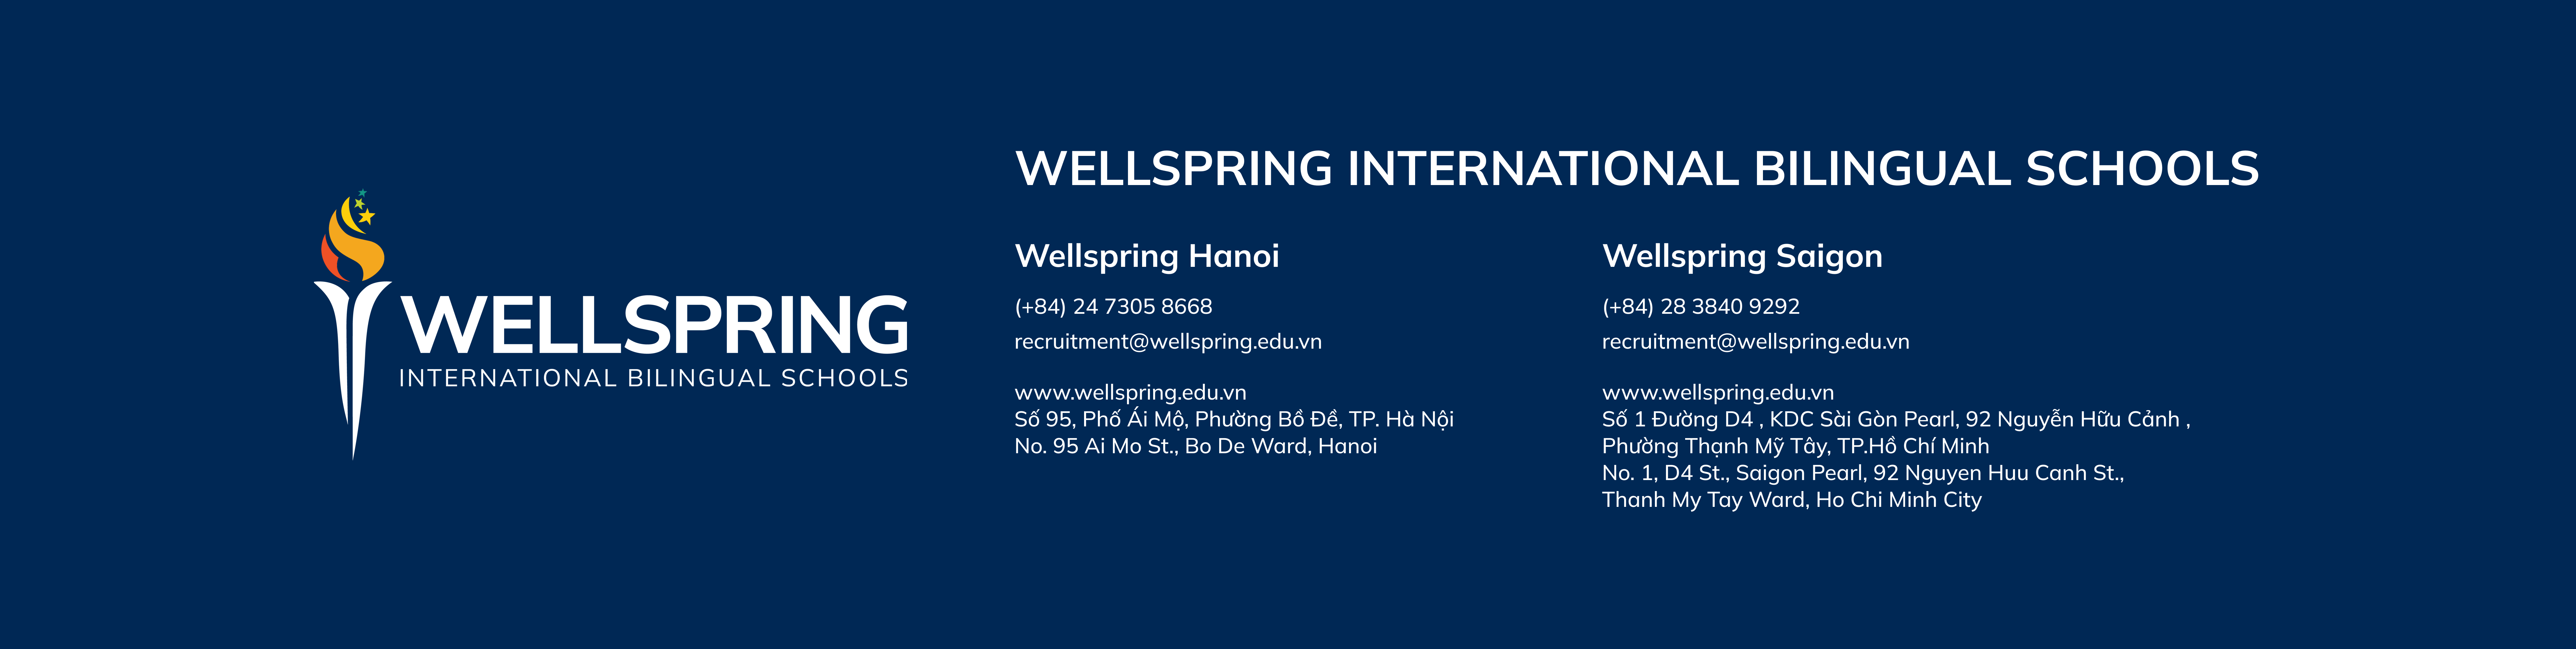 WELLSPRING
INTERNATIONAL BILINGUAL SCHOOLS
WELLSPRING INTERNATIONAL BILINGUAL SCHOOLS
Wellspring Hanoi
(+84) 24 7305 8668
recruitment@wellspring.edu.vn
www.wellspring.edu.vn
Số 95, Phố Ái Mộ, Phường Bồ Đề, TP. Hà Nội
No. 95 Ai Mo St., Bo De Ward, Hanoi
Wellspring Saigon
(+84) 28 3840 9292
recruitment@wellspring.edu.vn
www.wellspring.edu.vn
Số 1 Đường D4 , KDC Sài Gòn Pearl, 92 Nguyễn Hữu Cảnh ,
Phường Thạnh Mỹ Tây, TP.Hồ Chí Minh
No. 1, D4 St., Saigon Pearl, 92 Nguyen Huu Canh St.,
Thanh My Tay Ward, Ho Chi Minh City